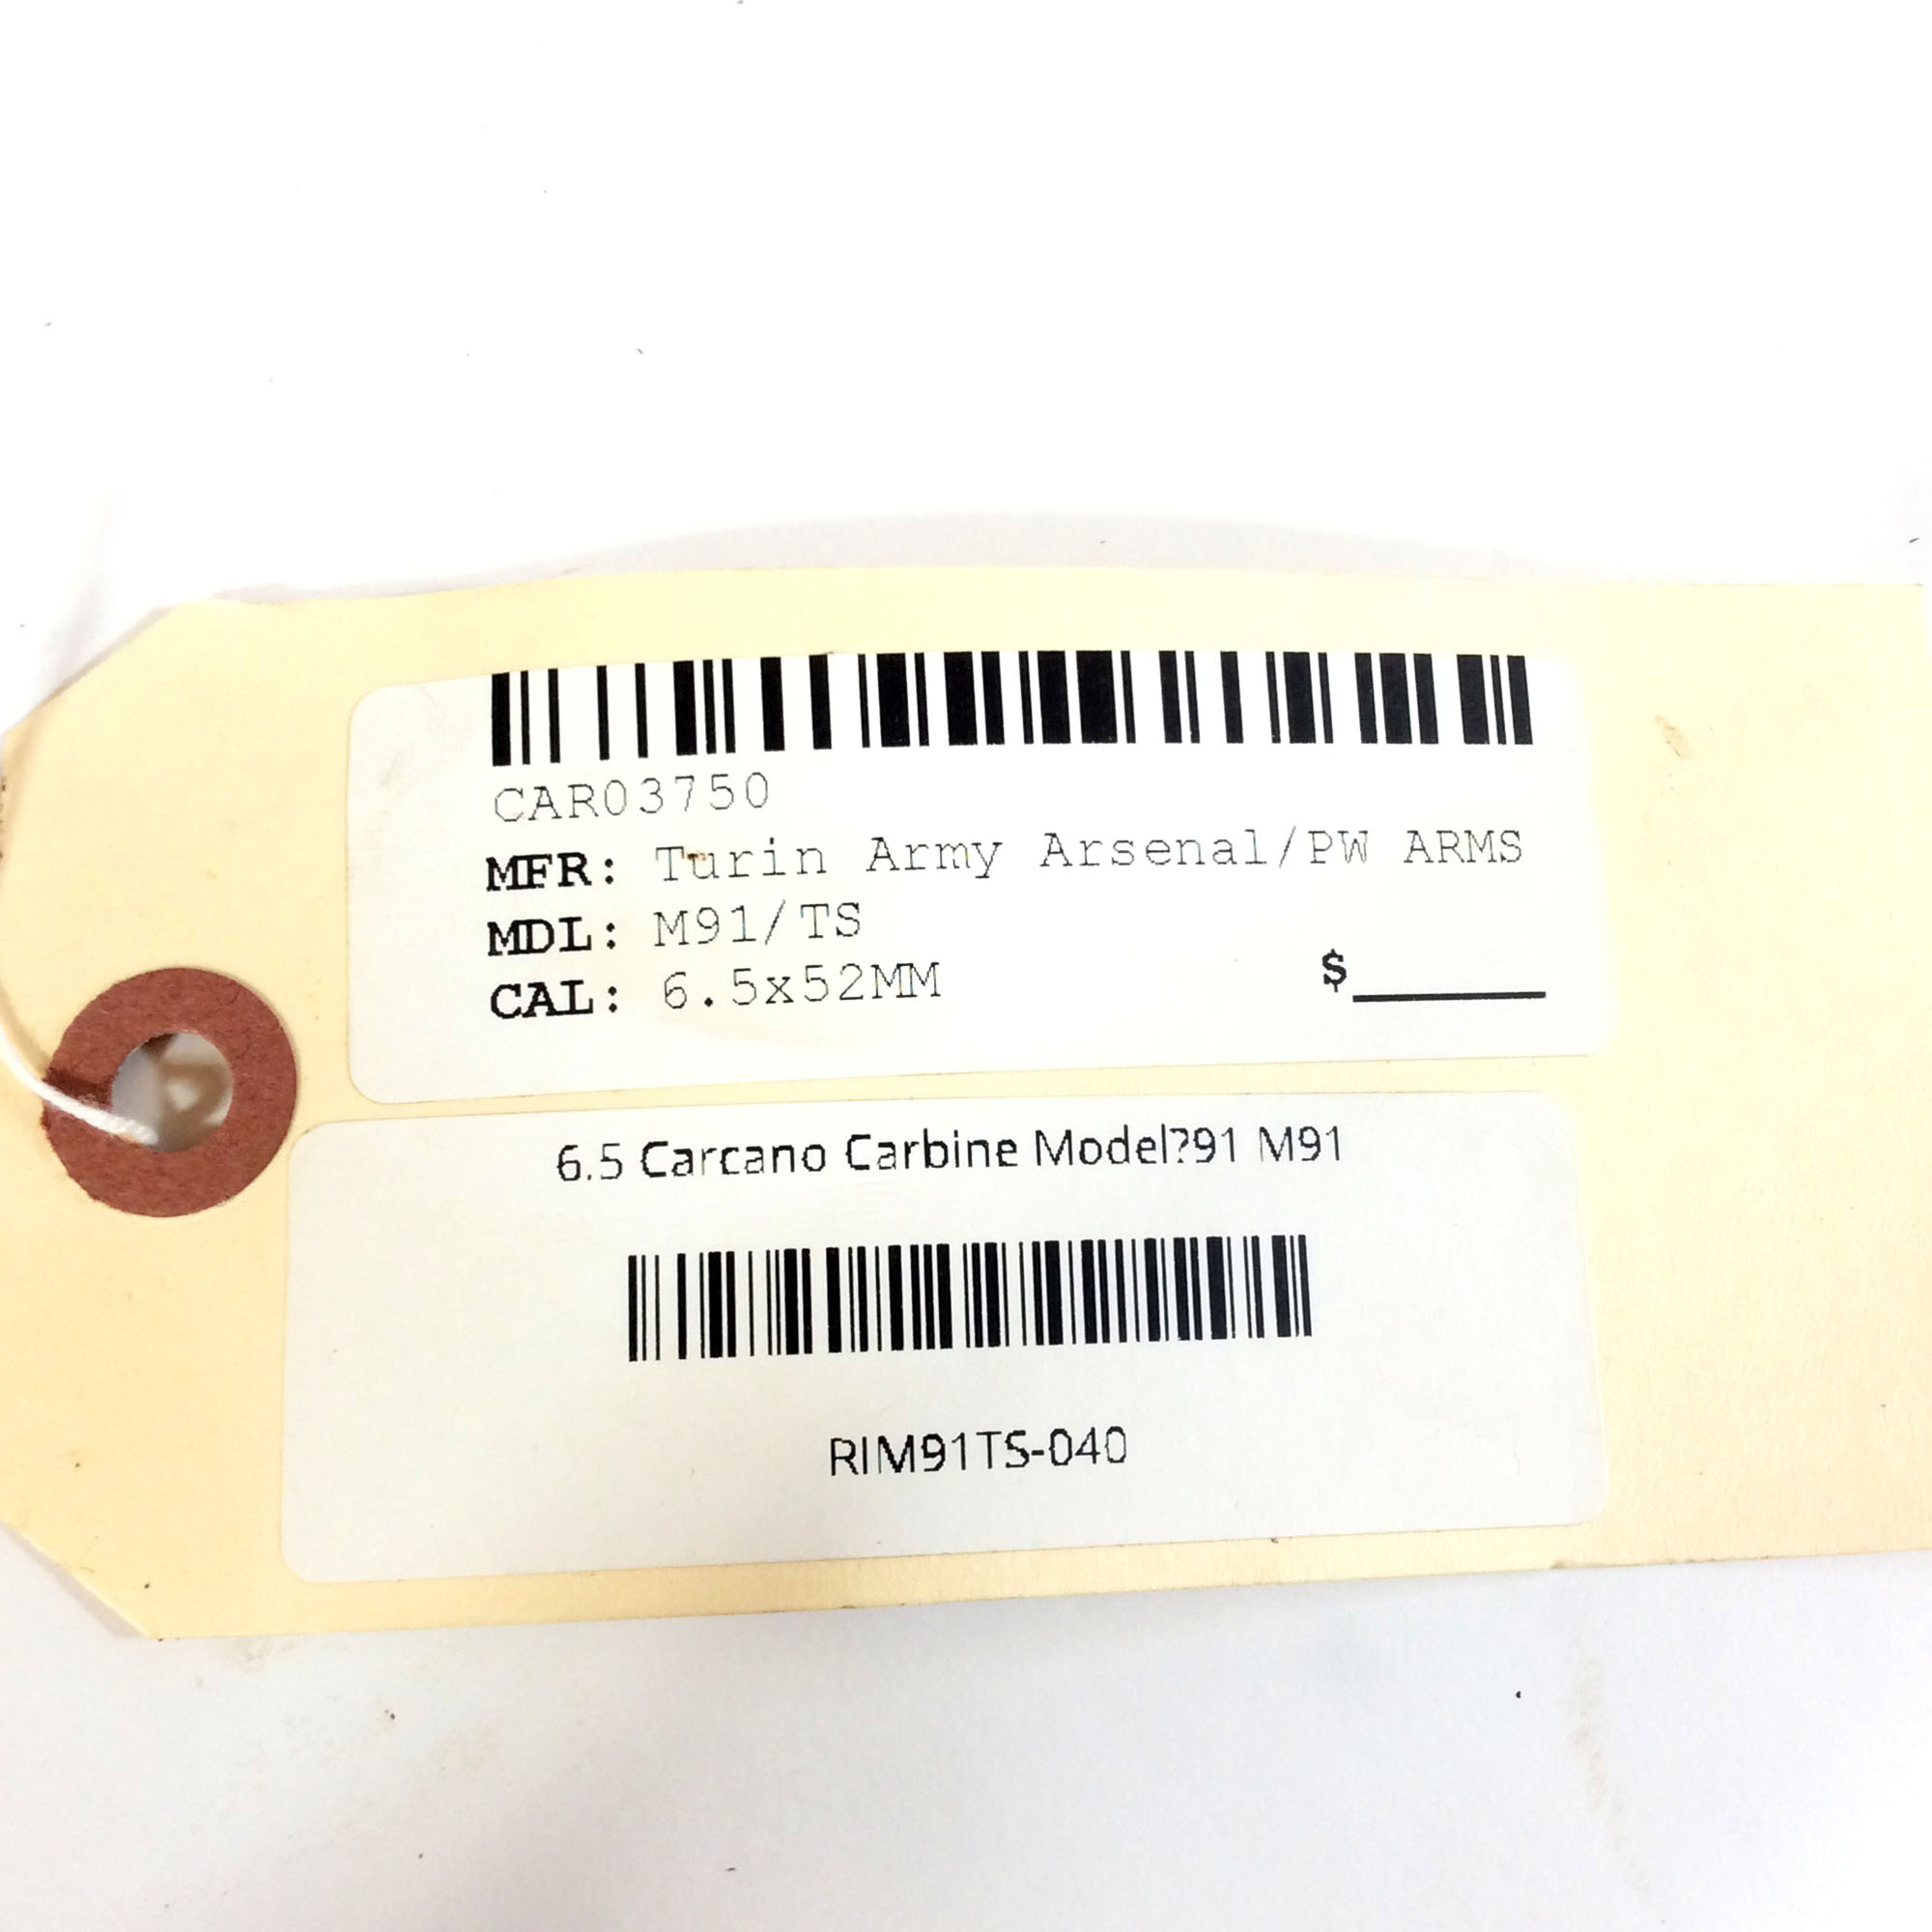 CAR03750
MFR: Turin Army Arsenal/PW ARMS
MDL: M91/TS
CAL: 6.5x52MM
$
6.5 Carcano Carbine Model?91 M91
RIM91TS-040